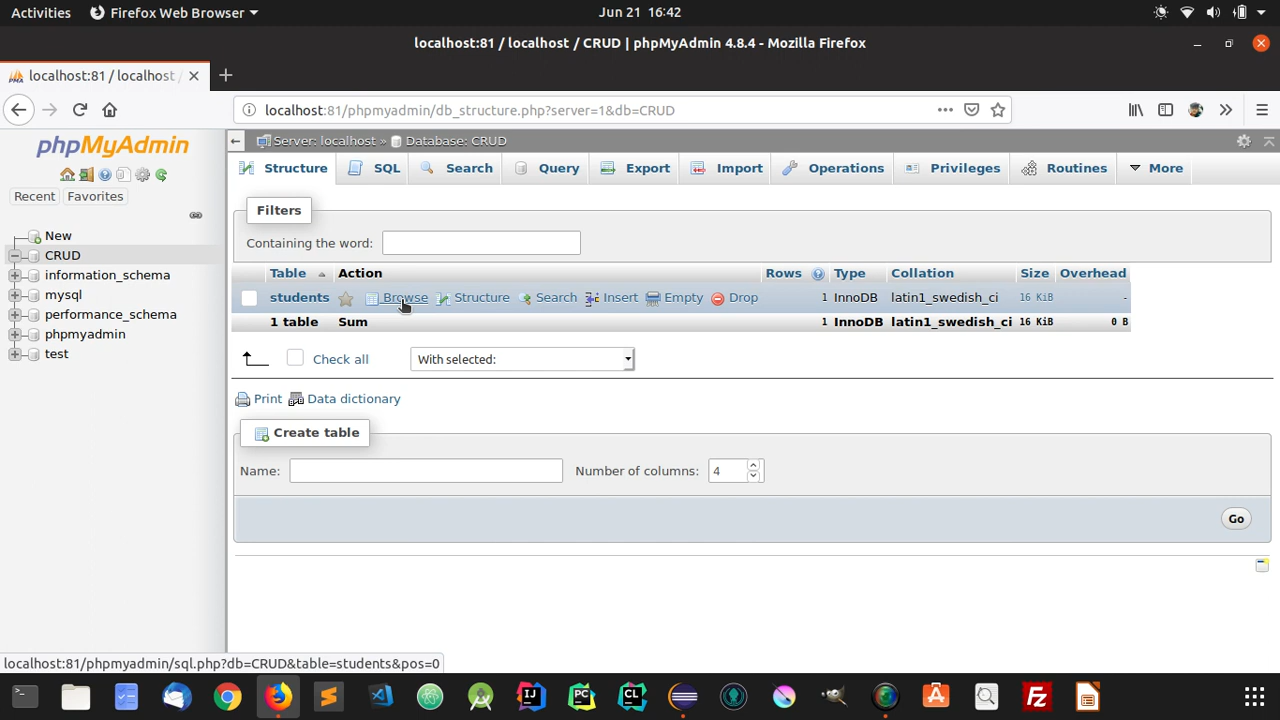 Activities Firefox Web Browser Jun 21 16:42
localhost:81 / localhost / CRUD | phpMyAdmin 4.8.4 - Mozilla Firefox
localhost:81 / localhost /
localhost:81/phpmyadmin/db_structure.php?server=1&db=CRUD
phpMyAdmin
Recent Favorites
New
CRUD
information_schema
mysql
performance_schema
phpmyadmin
test
Server: localhost » Database: CRUD
Structure SQL Search Query Export Import Operations Privileges Routines More
Filters
Containing the word:
Table Action Rows Type Collation Size Overhead
students Browse Structure Search Insert Empty Drop 1 InnoDB latin1_swedish_ci 16 KiB -
1 table Sum 1 InnoDB latin1_swedish_ci 16 KiB 0 B
Check all With selected:
Print Data dictionary
Create table
Name: Number of columns: 4
Go
localhost:81/phpmyadmin/sql.php?db=CRUD&table=students&pos=0